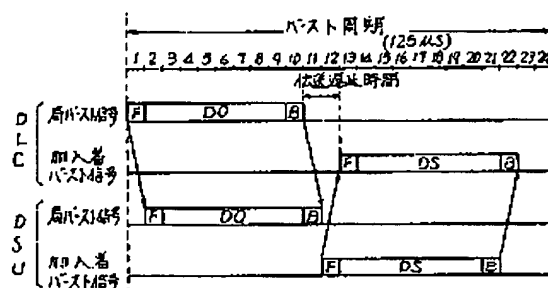 バースト周期
(125μS)
1 2 3 4 5 6 7 8 9 10 11 12 13 14 15 16 17 18 19 20 21 22 23 24
伝送遅延時間
DLC
局バースト信号
F DO B
加入者
バースト信号
F DS B
DSU
局バースト信号
F DO B
加入者
バースト信号
F DS B